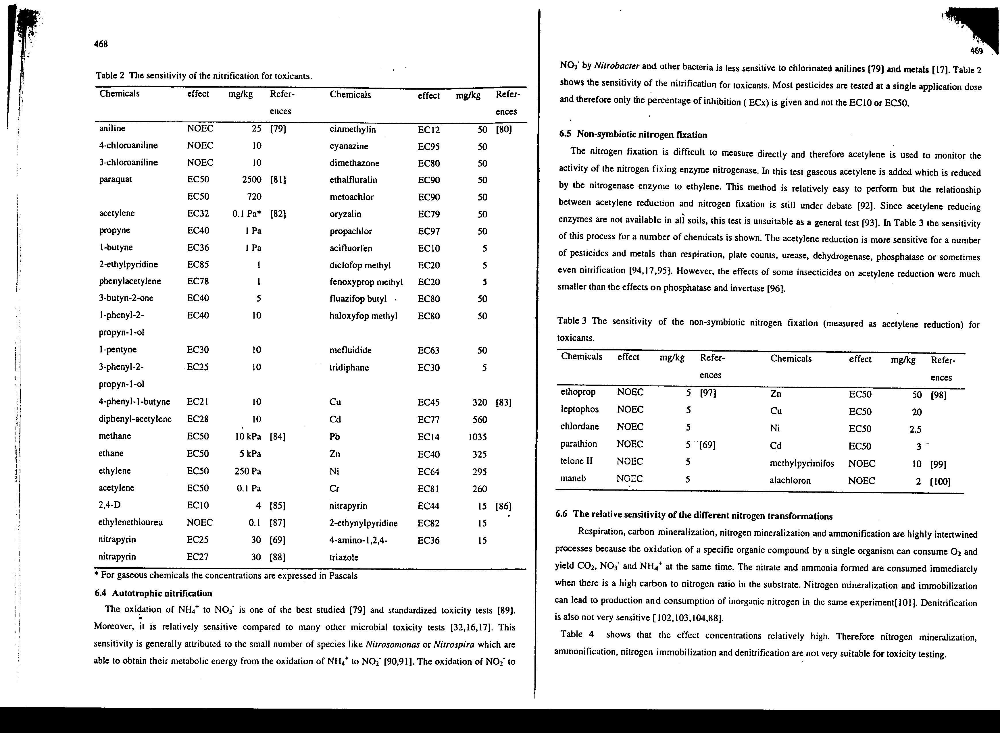 468
Table 2 The sensitivity of the nitrification for toxicants.
Chemicals effect mg/kg Refer- Chemicals effect mg/kg Refer-
ences ences
aniline NOEC 25 [79] cinmethylin EC12 50 [80]
4-chloroaniline NOEC 10 cyanazine EC95 50
3-chloroaniline NOEC 10 dimethazone EC80 50
paraquat EC50 2500 [81] ethalfluralin EC90 50
EC50 720 metoachlor EC90 50
acetylene EC32 0.1 Pa* [82] oryzalin EC79 50
propyne EC40 1 Pa propachlor EC97 50
1-butyne EC36 1 Pa acifluorfen EC10 5
2-ethylpyridine EC85 1 diclofop methyl EC20 5
phenylacetylene EC78 1 fenoxyprop methyl EC20 5
3-butyn-2-one EC40 5 fluazifop butyl EC80 50
1-phenyl-2- EC40 10 haloxyfop methyl EC80 50
propyn-1-ol
1-pentyne EC30 10 mefluidide EC63 50
3-phenyl-2- EC25 10 tridiphane EC30 5
propyn-1-ol
4-phenyl-1-butyne EC21 10 Cu EC45 320 [83]
diphenyl-acetylene EC28 10 Cd EC77 560
methane EC50 10 kPa [84] Pb EC14 1035
ethane EC50 5 kPa Zn EC40 325
ethylene EC50 250 Pa Ni EC64 295
acetylene EC50 0.1 Pa Cr EC81 260
2,4-D EC10 4 [85] nitrapyrin EC44 15 [86]
ethylenethiourea NOEC 0.1 [87] 2-ethynylpyridine EC82 15
nitrapyrin EC25 30 [69] 4-amino-1,2,4- EC36 15
nitrapyrin EC27 30 [88] triazole
* For gaseous chemicals the concentrations are expressed in Pascals
6.4 Autotrophic nitrification
The oxidation of NH₄⁺ to NO₃⁻ is one of the best studied [79] and standardized toxicity tests [89].
Moreover, it is relatively sensitive compared to many other microbial toxicity tests [32,16,17]. This
sensitivity is generally attributed to the small number of species like Nitrosomonas or Nitrospira which are
able to obtain their metabolic energy from the oxidation of NH₄⁺ to NO₂⁻ [90,91]. The oxidation of NO₂⁻ to
469
NO₃⁻ by Nitrobacter and other bacteria is less sensitive to chlorinated anilines [79] and metals [17]. Table 2
shows the sensitivity of the nitrification for toxicants. Most pesticides are tested at a single application dose
and therefore only the percentage of inhibition ( ECx) is given and not the EC10 or EC50.
6.5 Non-symbiotic nitrogen fixation
The nitrogen fixation is difficult to measure directly and therefore acetylene is used to monitor the
activity of the nitrogen fixing enzyme nitrogenase. In this test gaseous acetylene is added which is reduced
by the nitrogenase enzyme to ethylene. This method is relatively easy to perform but the relationship
between acetylene reduction and nitrogen fixation is still under debate [92]. Since acetylene reducing
enzymes are not available in all soils, this test is unsuitable as a general test [93]. In Table 3 the sensitivity
of this process for a number of chemicals is shown. The acetylene reduction is more sensitive for a number
of pesticides and metals than respiration, plate counts, urease, dehydrogenase, phosphatase or sometimes
even nitrification [94,17,95]. However, the effects of some insecticides on acetylene reduction were much
smaller than the effects on phosphatase and invertase [96].
Table 3 The sensitivity of the non-symbiotic nitrogen fixation (measured as acetylene reduction) for
toxicants.
Chemicals effect mg/kg Refer- Chemicals effect mg/kg Refer-
ences ences
ethoprop NOEC 5 [97] Zn EC50 50 [98]
leptophos NOEC 5 Cu EC50 20
chlordane NOEC 5 Ni EC50 2.5
parathion NOEC 5 [69] Cd EC50 3
telone II NOEC 5 methylpyrimifos NOEC 10 [99]
maneb NOEC 5 alachloron NOEC 2 [100]
6.6 The relative sensitivity of the different nitrogen transformations
Respiration, carbon mineralization, nitrogen mineralization and ammonification are highly intertwined
processes because the oxidation of a specific organic compound by a single organism can consume O₂ and
yield CO₂, NO₃⁻ and NH₄⁺ at the same time. The nitrate and ammonia formed are consumed immediately
when there is a high carbon to nitrogen ratio in the substrate. Nitrogen mineralization and immobilization
can lead to production and consumption of inorganic nitrogen in the same experiment[101]. Denitrification
is also not very sensitive [102,103,104,88].
Table 4 shows that the effect concentrations relatively high. Therefore nitrogen mineralization,
ammonification, nitrogen immobilization and denitrification are not very suitable for toxicity testing.